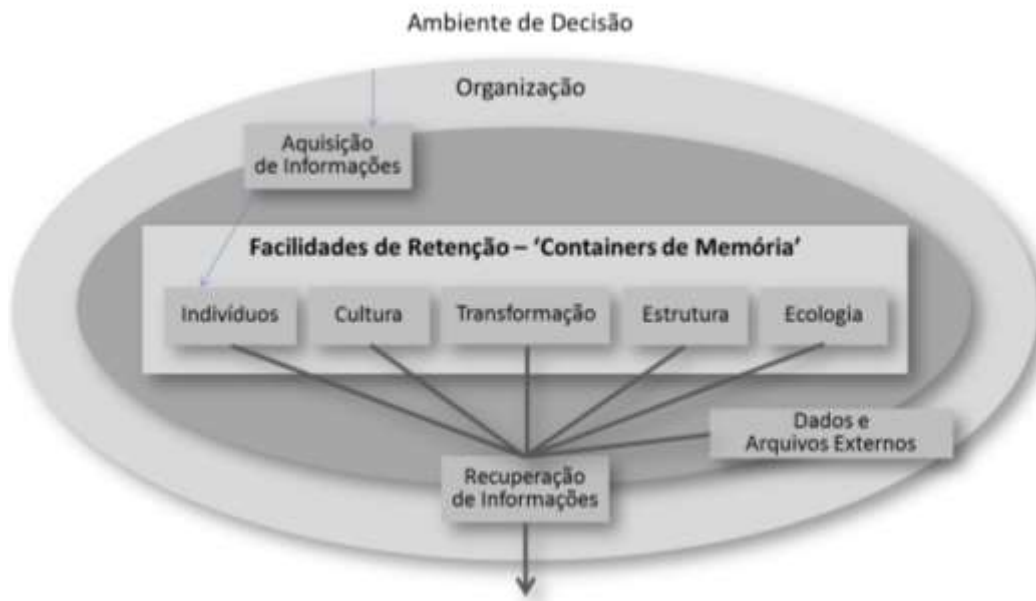 Ambiente de Decisão
Organização
Aquisição
de Informações
Facilidades de Retenção – ‘Containers de Memória’
Indivíduos
Cultura
Transformação
Estrutura
Ecologia
Dados e
Arquivos Externos
Recuperação
de Informações